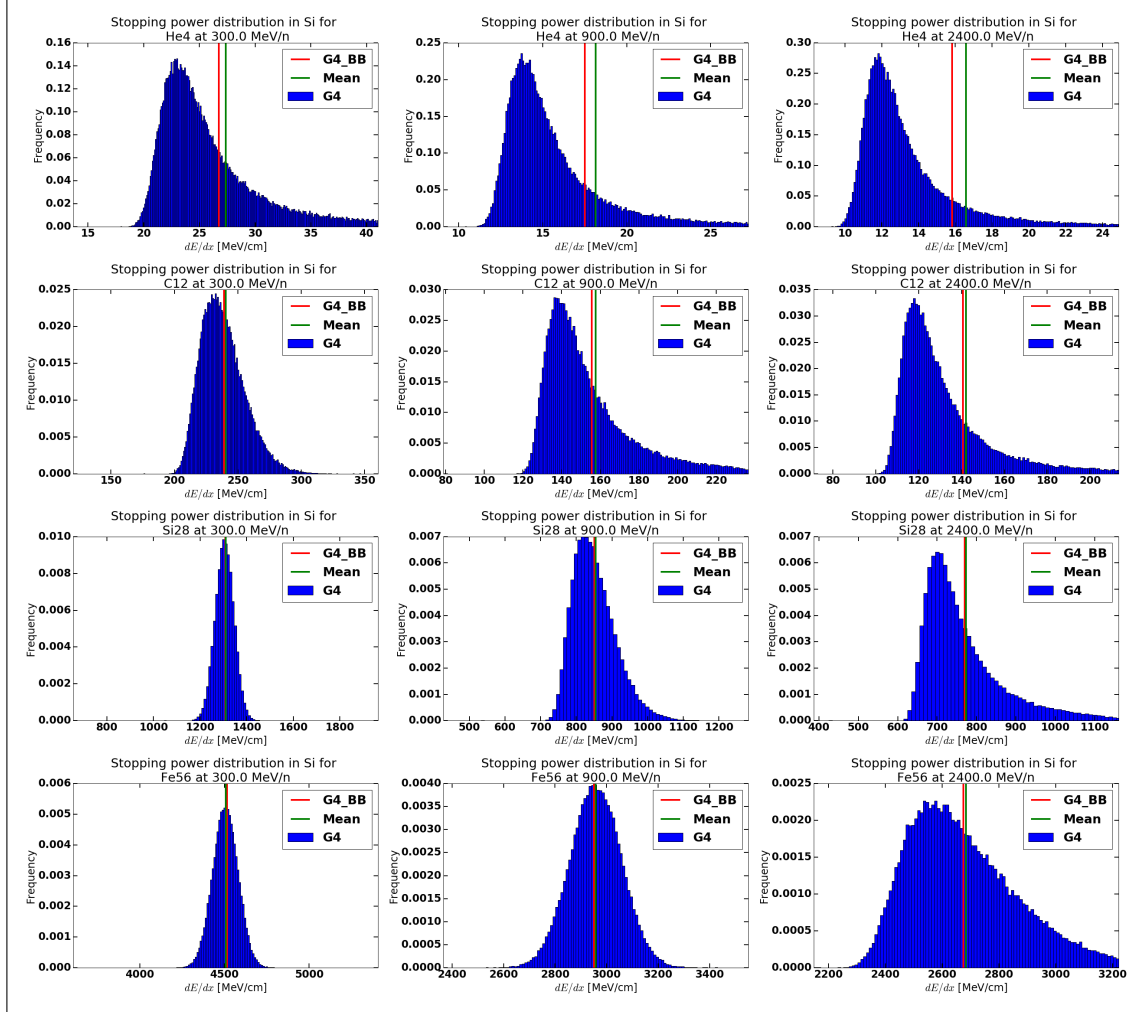 Stopping power distribution in Si for
He4 at 300.0 MeV/n
0.16
0.14
0.12
0.10
0.08
0.06
0.04
0.02
0.00
Frequency
15 20 25 30 35 40
dE/dx [MeV/cm]
G4_BB
Mean
G4
Stopping power distribution in Si for
He4 at 900.0 MeV/n
0.25
0.20
0.15
0.10
0.05
0.00
Frequency
10 15 20 25
dE/dx [MeV/cm]
G4_BB
Mean
G4
Stopping power distribution in Si for
He4 at 2400.0 MeV/n
0.30
0.25
0.20
0.15
0.10
0.05
0.00
Frequency
10 12 14 16 18 20 22 24
dE/dx [MeV/cm]
G4_BB
Mean
G4
Stopping power distribution in Si for
C12 at 300.0 MeV/n
0.025
0.020
0.015
0.010
0.005
0.000
Frequency
150 200 250 300 350
dE/dx [MeV/cm]
G4_BB
Mean
G4
Stopping power distribution in Si for
C12 at 900.0 MeV/n
0.030
0.025
0.020
0.015
0.010
0.005
0.000
Frequency
80 100 120 140 160 180 200 220
dE/dx [MeV/cm]
G4_BB
Mean
G4
Stopping power distribution in Si for
C12 at 2400.0 MeV/n
0.035
0.030
0.025
0.020
0.015
0.010
0.005
0.000
Frequency
80 100 120 140 160 180 200
dE/dx [MeV/cm]
G4_BB
Mean
G4
Stopping power distribution in Si for
Si28 at 300.0 MeV/n
0.010
0.008
0.006
0.004
0.002
0.000
Frequency
800 1000 1200 1400 1600 1800
dE/dx [MeV/cm]
G4_BB
Mean
G4
Stopping power distribution in Si for
Si28 at 900.0 MeV/n
0.007
0.006
0.005
0.004
0.003
0.002
0.001
0.000
Frequency
500 600 700 800 900 1000 1100 1200
dE/dx [MeV/cm]
G4_BB
Mean
G4
Stopping power distribution in Si for
Si28 at 2400.0 MeV/n
0.007
0.006
0.005
0.004
0.003
0.002
0.001
0.000
Frequency
400 500 600 700 800 900 1000 1100
dE/dx [MeV/cm]
G4_BB
Mean
G4
Stopping power distribution in Si for
Fe56 at 300.0 MeV/n
0.006
0.005
0.004
0.003
0.002
0.001
0.000
Frequency
4000 4500 5000
dE/dx [MeV/cm]
G4_BB
Mean
G4
Stopping power distribution in Si for
Fe56 at 900.0 MeV/n
0.0040
0.0035
0.0030
0.0025
0.0020
0.0015
0.0010
0.0005
0.0000
Frequency
2400 2600 2800 3000 3200 3400
dE/dx [MeV/cm]
G4_BB
Mean
G4
Stopping power distribution in Si for
Fe56 at 2400.0 MeV/n
0.0025
0.0020
0.0015
0.0010
0.0005
0.0000
Frequency
2200 2400 2600 2800 3000 3200
dE/dx [MeV/cm]
G4_BB
Mean
G4